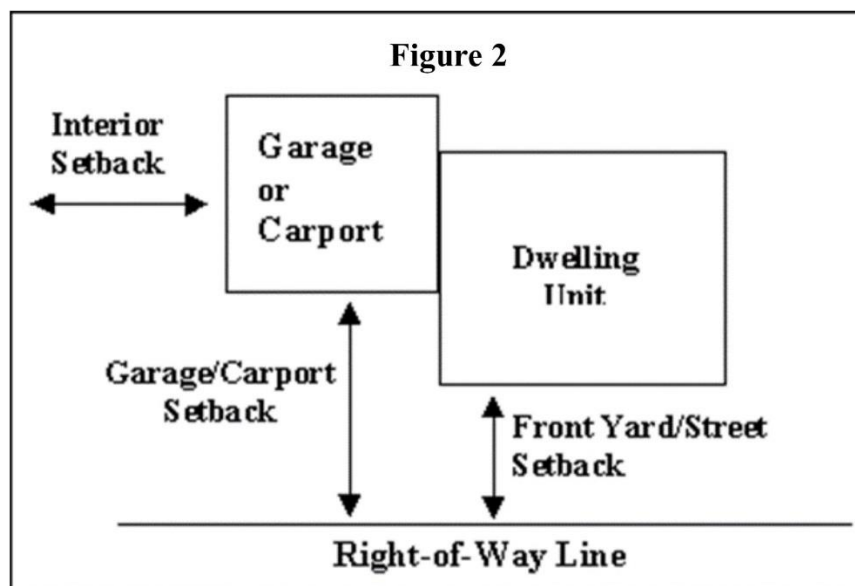 Figure 2
Interior
Setback
Garage
or
Carport
Dwelling
Unit
Garage/Carport
Setback
Front Yard/Street
Setback
Right-of-Way Line